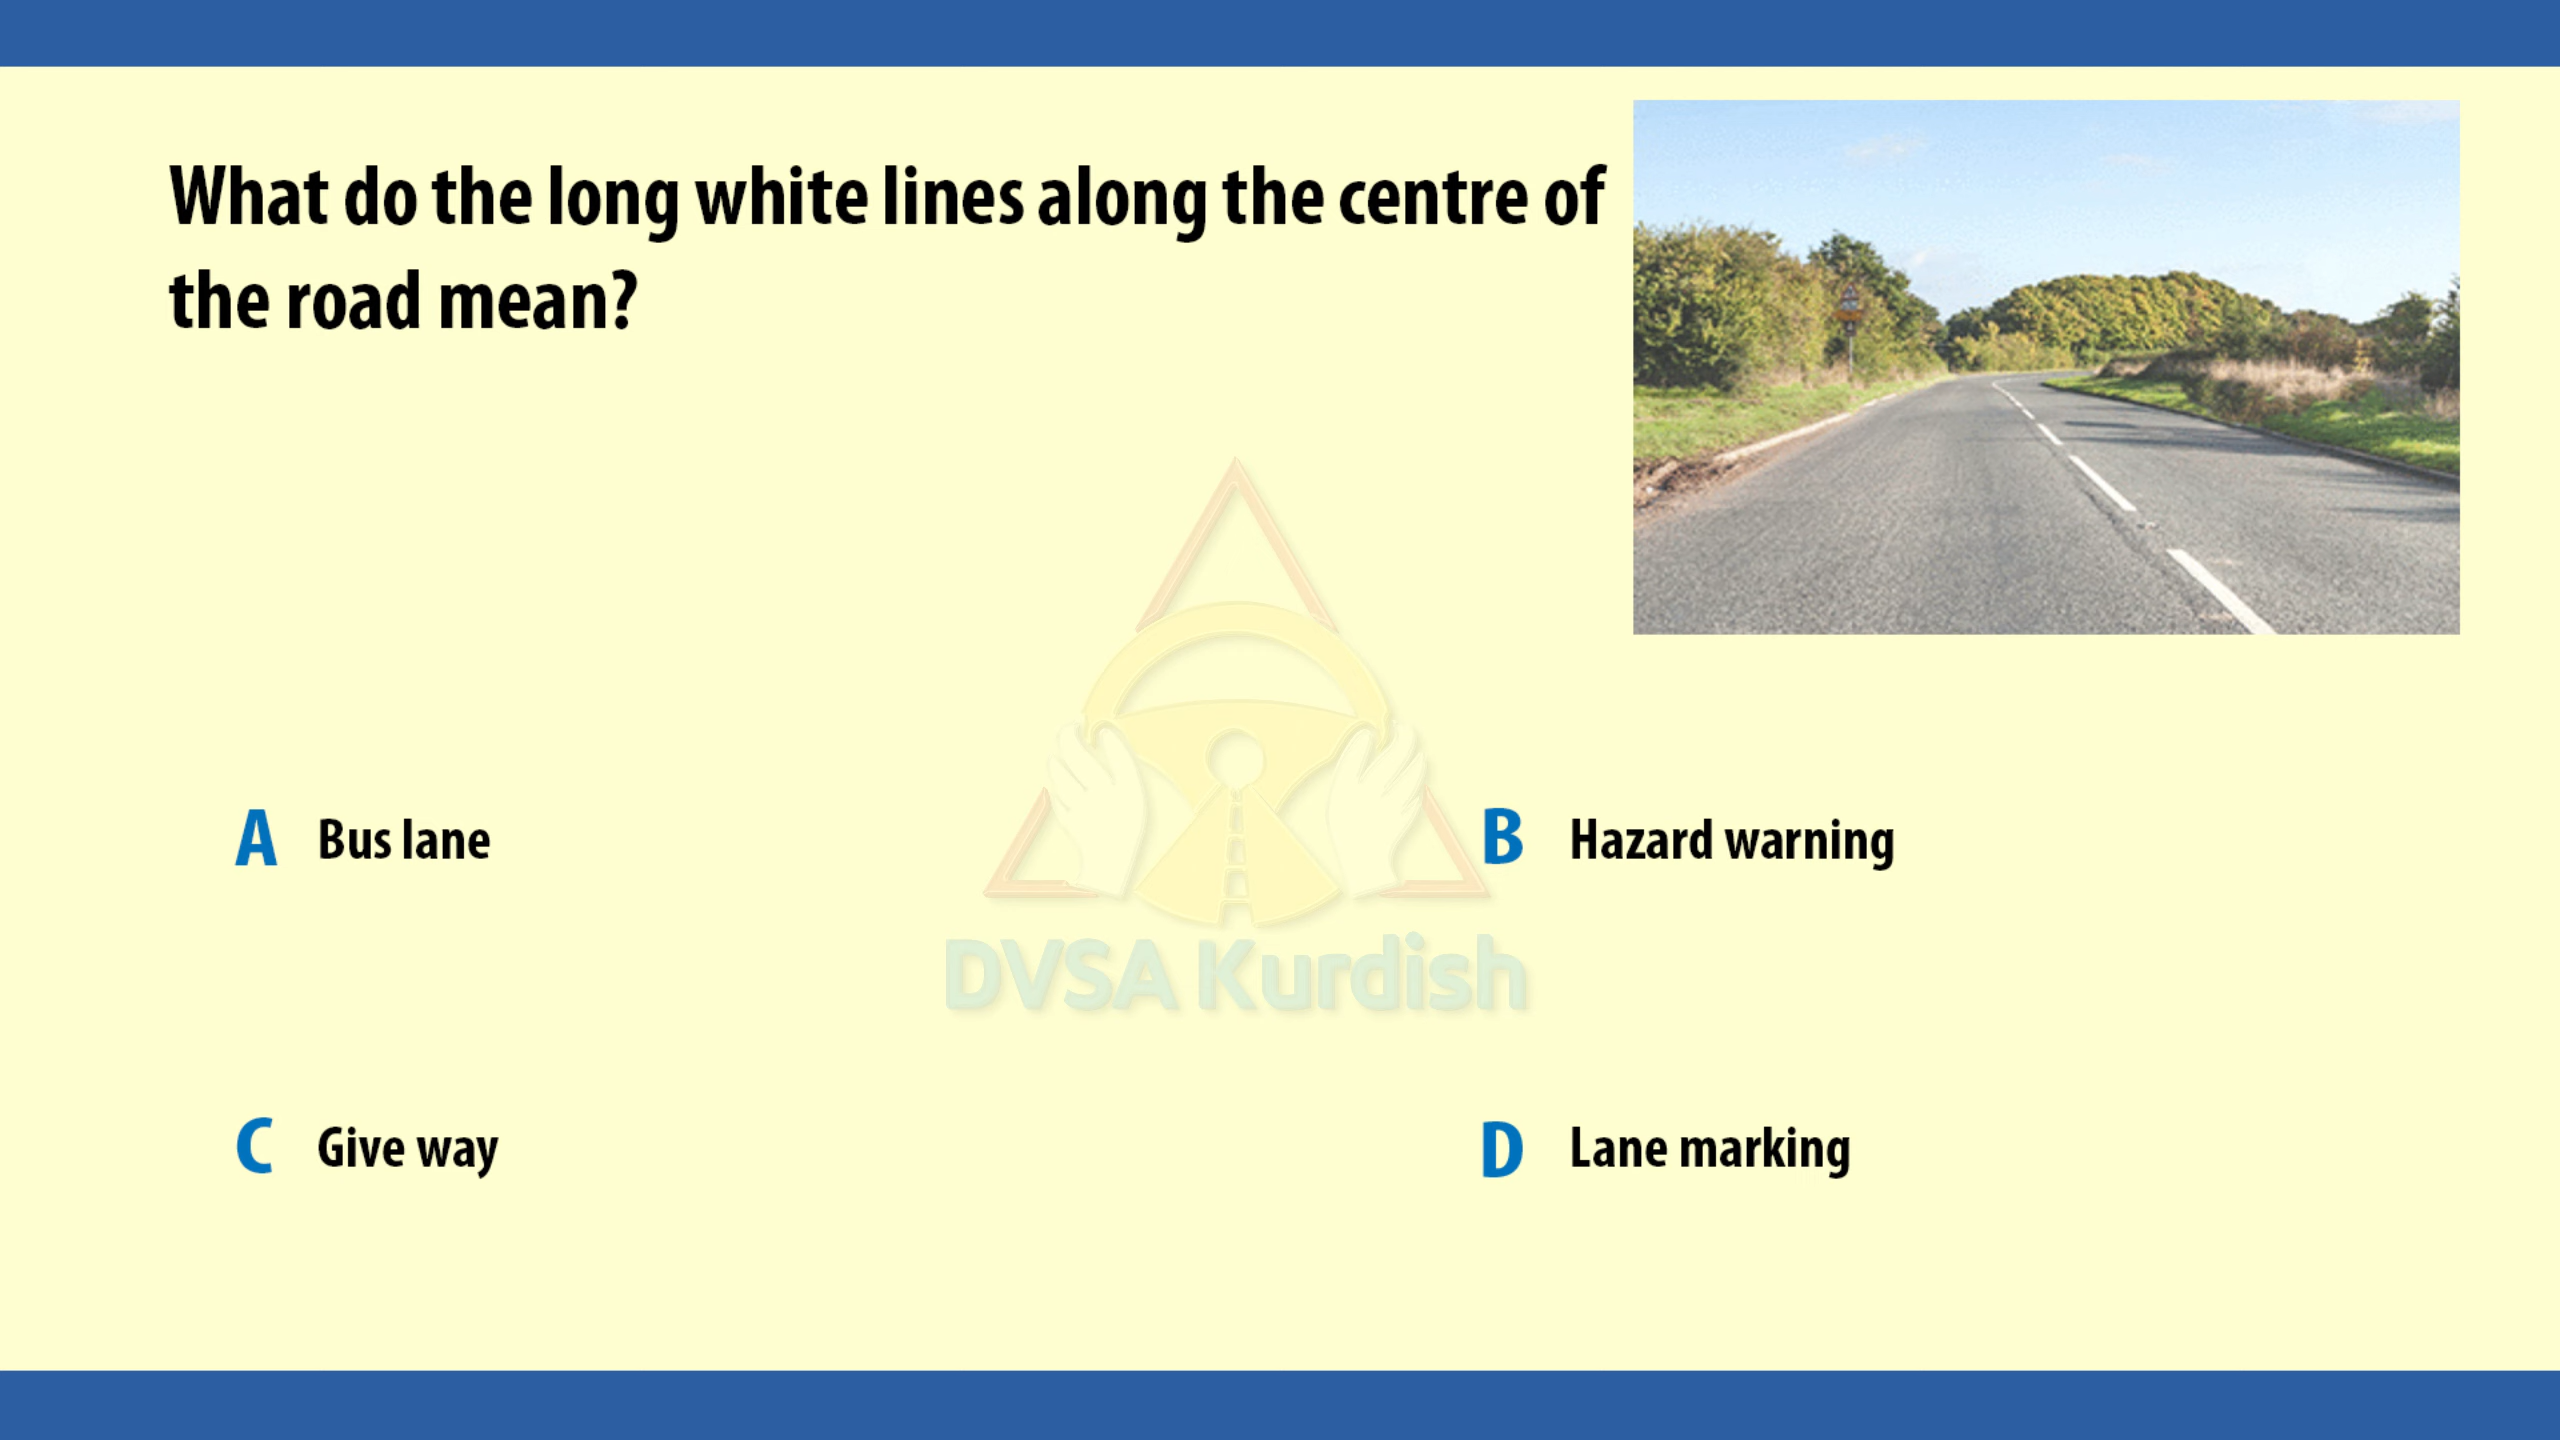 What do the long white lines along the centre of
the road mean?
A Bus lane
B Hazard warning
C Give way
D Lane marking
DVSA Kurdish